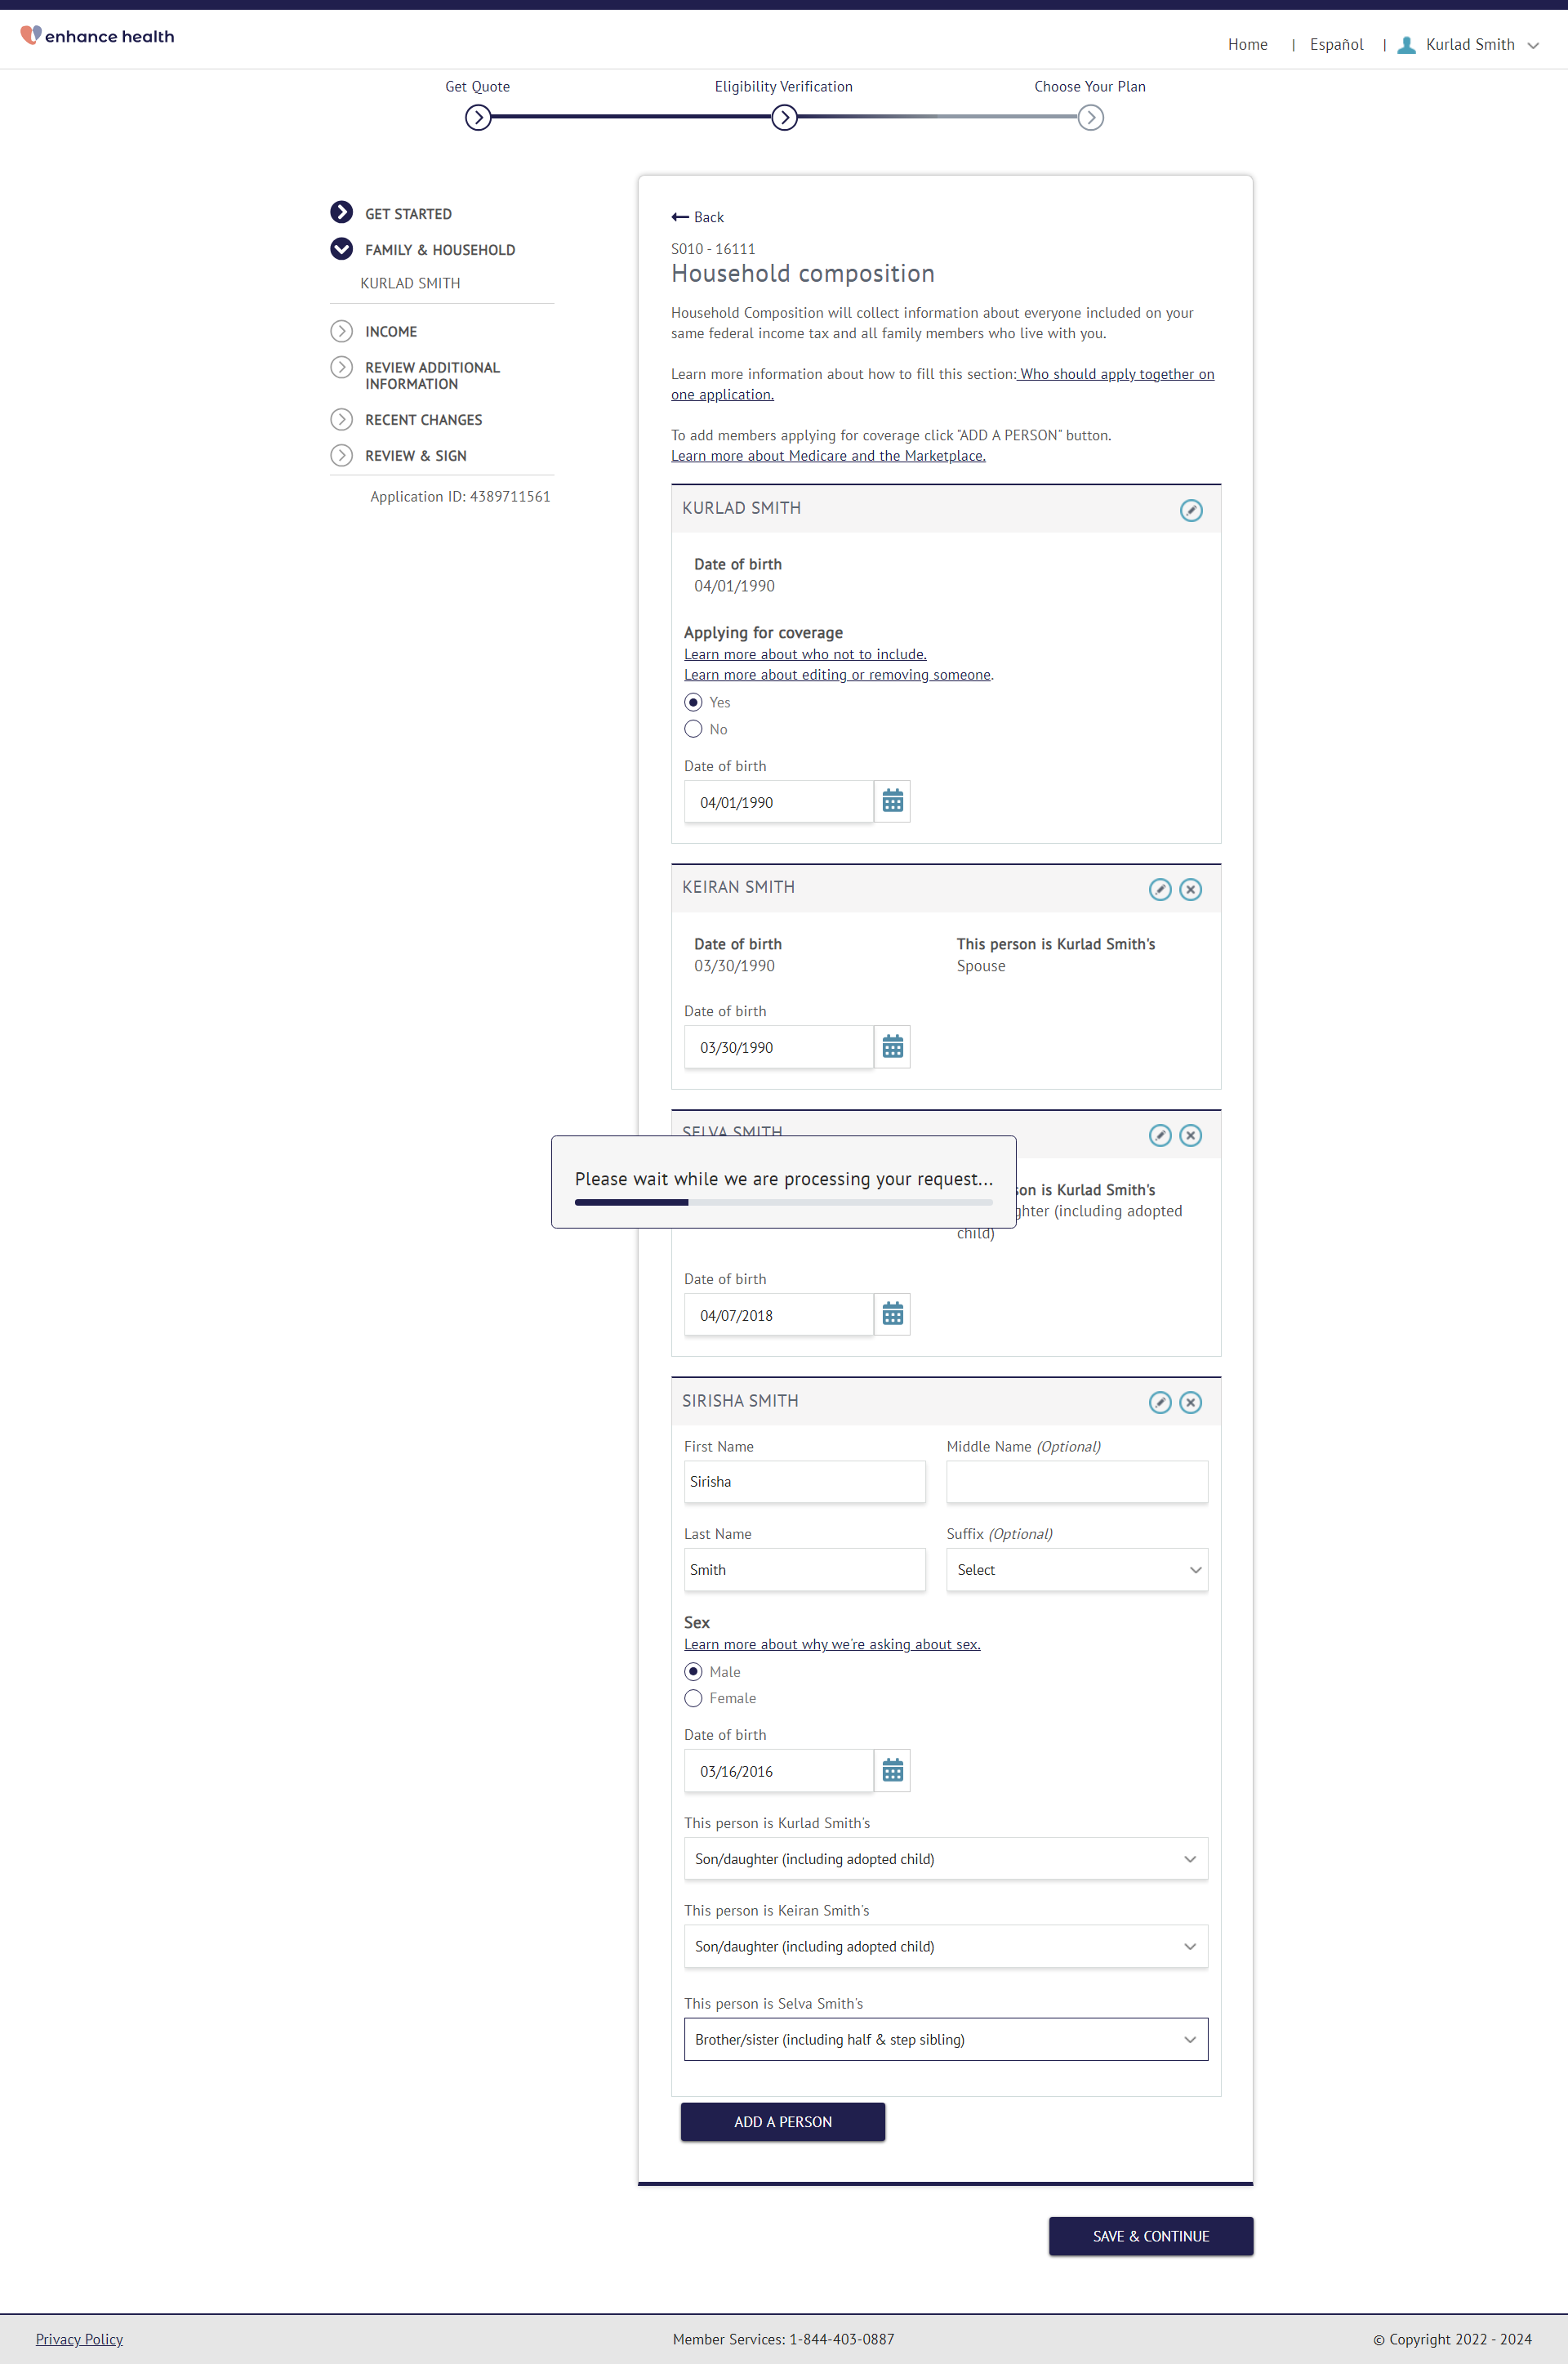 enhance health
Home | Español | Kurlad Smith
Get Quote
Eligibility Verification
Choose Your Plan
GET STARTED
FAMILY & HOUSEHOLD
KURLAD SMITH
INCOME
REVIEW ADDITIONAL
INFORMATION
RECENT CHANGES
REVIEW & SIGN
Application ID: 4389711561
Back
S010 - 16111
Household composition
Household Composition will collect information about everyone included on your
same federal income tax and all family members who live with you.
Learn more information about how to fill this section: Who should apply together on
one application.
To add members applying for coverage click "ADD A PERSON" button.
Learn more about Medicare and the Marketplace.
KURLAD SMITH
Date of birth
04/01/1990
Applying for coverage
Learn more about who not to include.
Learn more about editing or removing someone.
Yes
No
Date of birth
04/01/1990
KEIRAN SMITH
Date of birth
03/30/1990
This person is Kurlad Smith's
Spouse
Date of birth
03/30/1990
SELVA SMITH
Please wait while we are processing your request...
is Kurlad Smith's
(including adopted
child)
Date of birth
04/07/2018
SIRISHA SMITH
First Name
Sirisha
Middle Name (Optional)
Last Name
Smith
Suffix (Optional)
Select
Sex
Learn more about why we're asking about sex.
Male
Female
Date of birth
03/16/2016
This person is Kurlad Smith's
Son/daughter (including adopted child)
This person is Keiran Smith's
Son/daughter (including adopted child)
This person is Selva Smith's
Brother/sister (including half & step sibling)
ADD A PERSON
SAVE & CONTINUE
Privacy Policy
Member Services: 1-844-403-0887
© Copyright 2022 - 2024